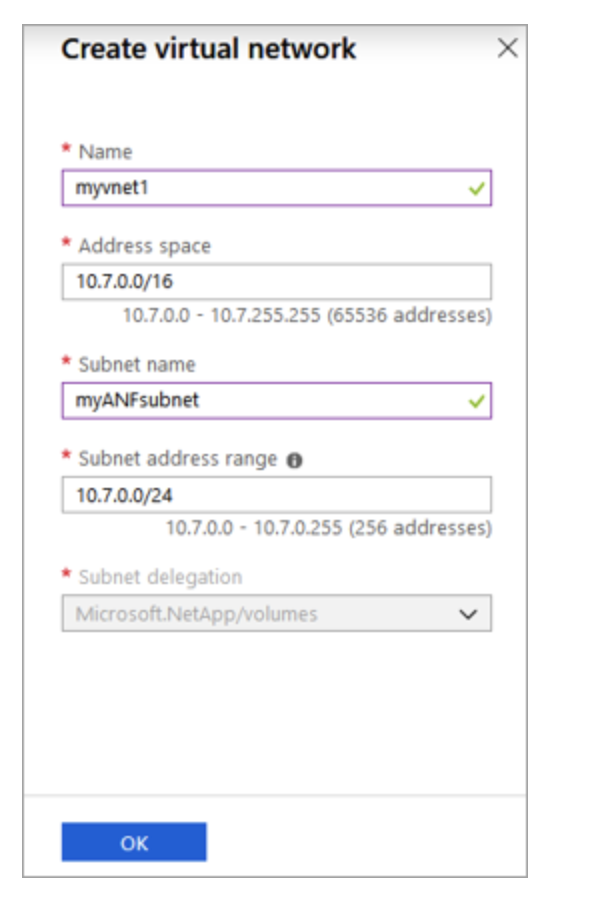 Create virtual network
* Name
myvnet1
* Address space
10.7.0.0/16
10.7.0.0 - 10.7.255.255 (65536 addresses)
* Subnet name
myANFsubnet
* Subnet address range
10.7.0.0/24
10.7.0.0 - 10.7.0.255 (256 addresses)
* Subnet delegation
Microsoft.NetApp/volumes
OK